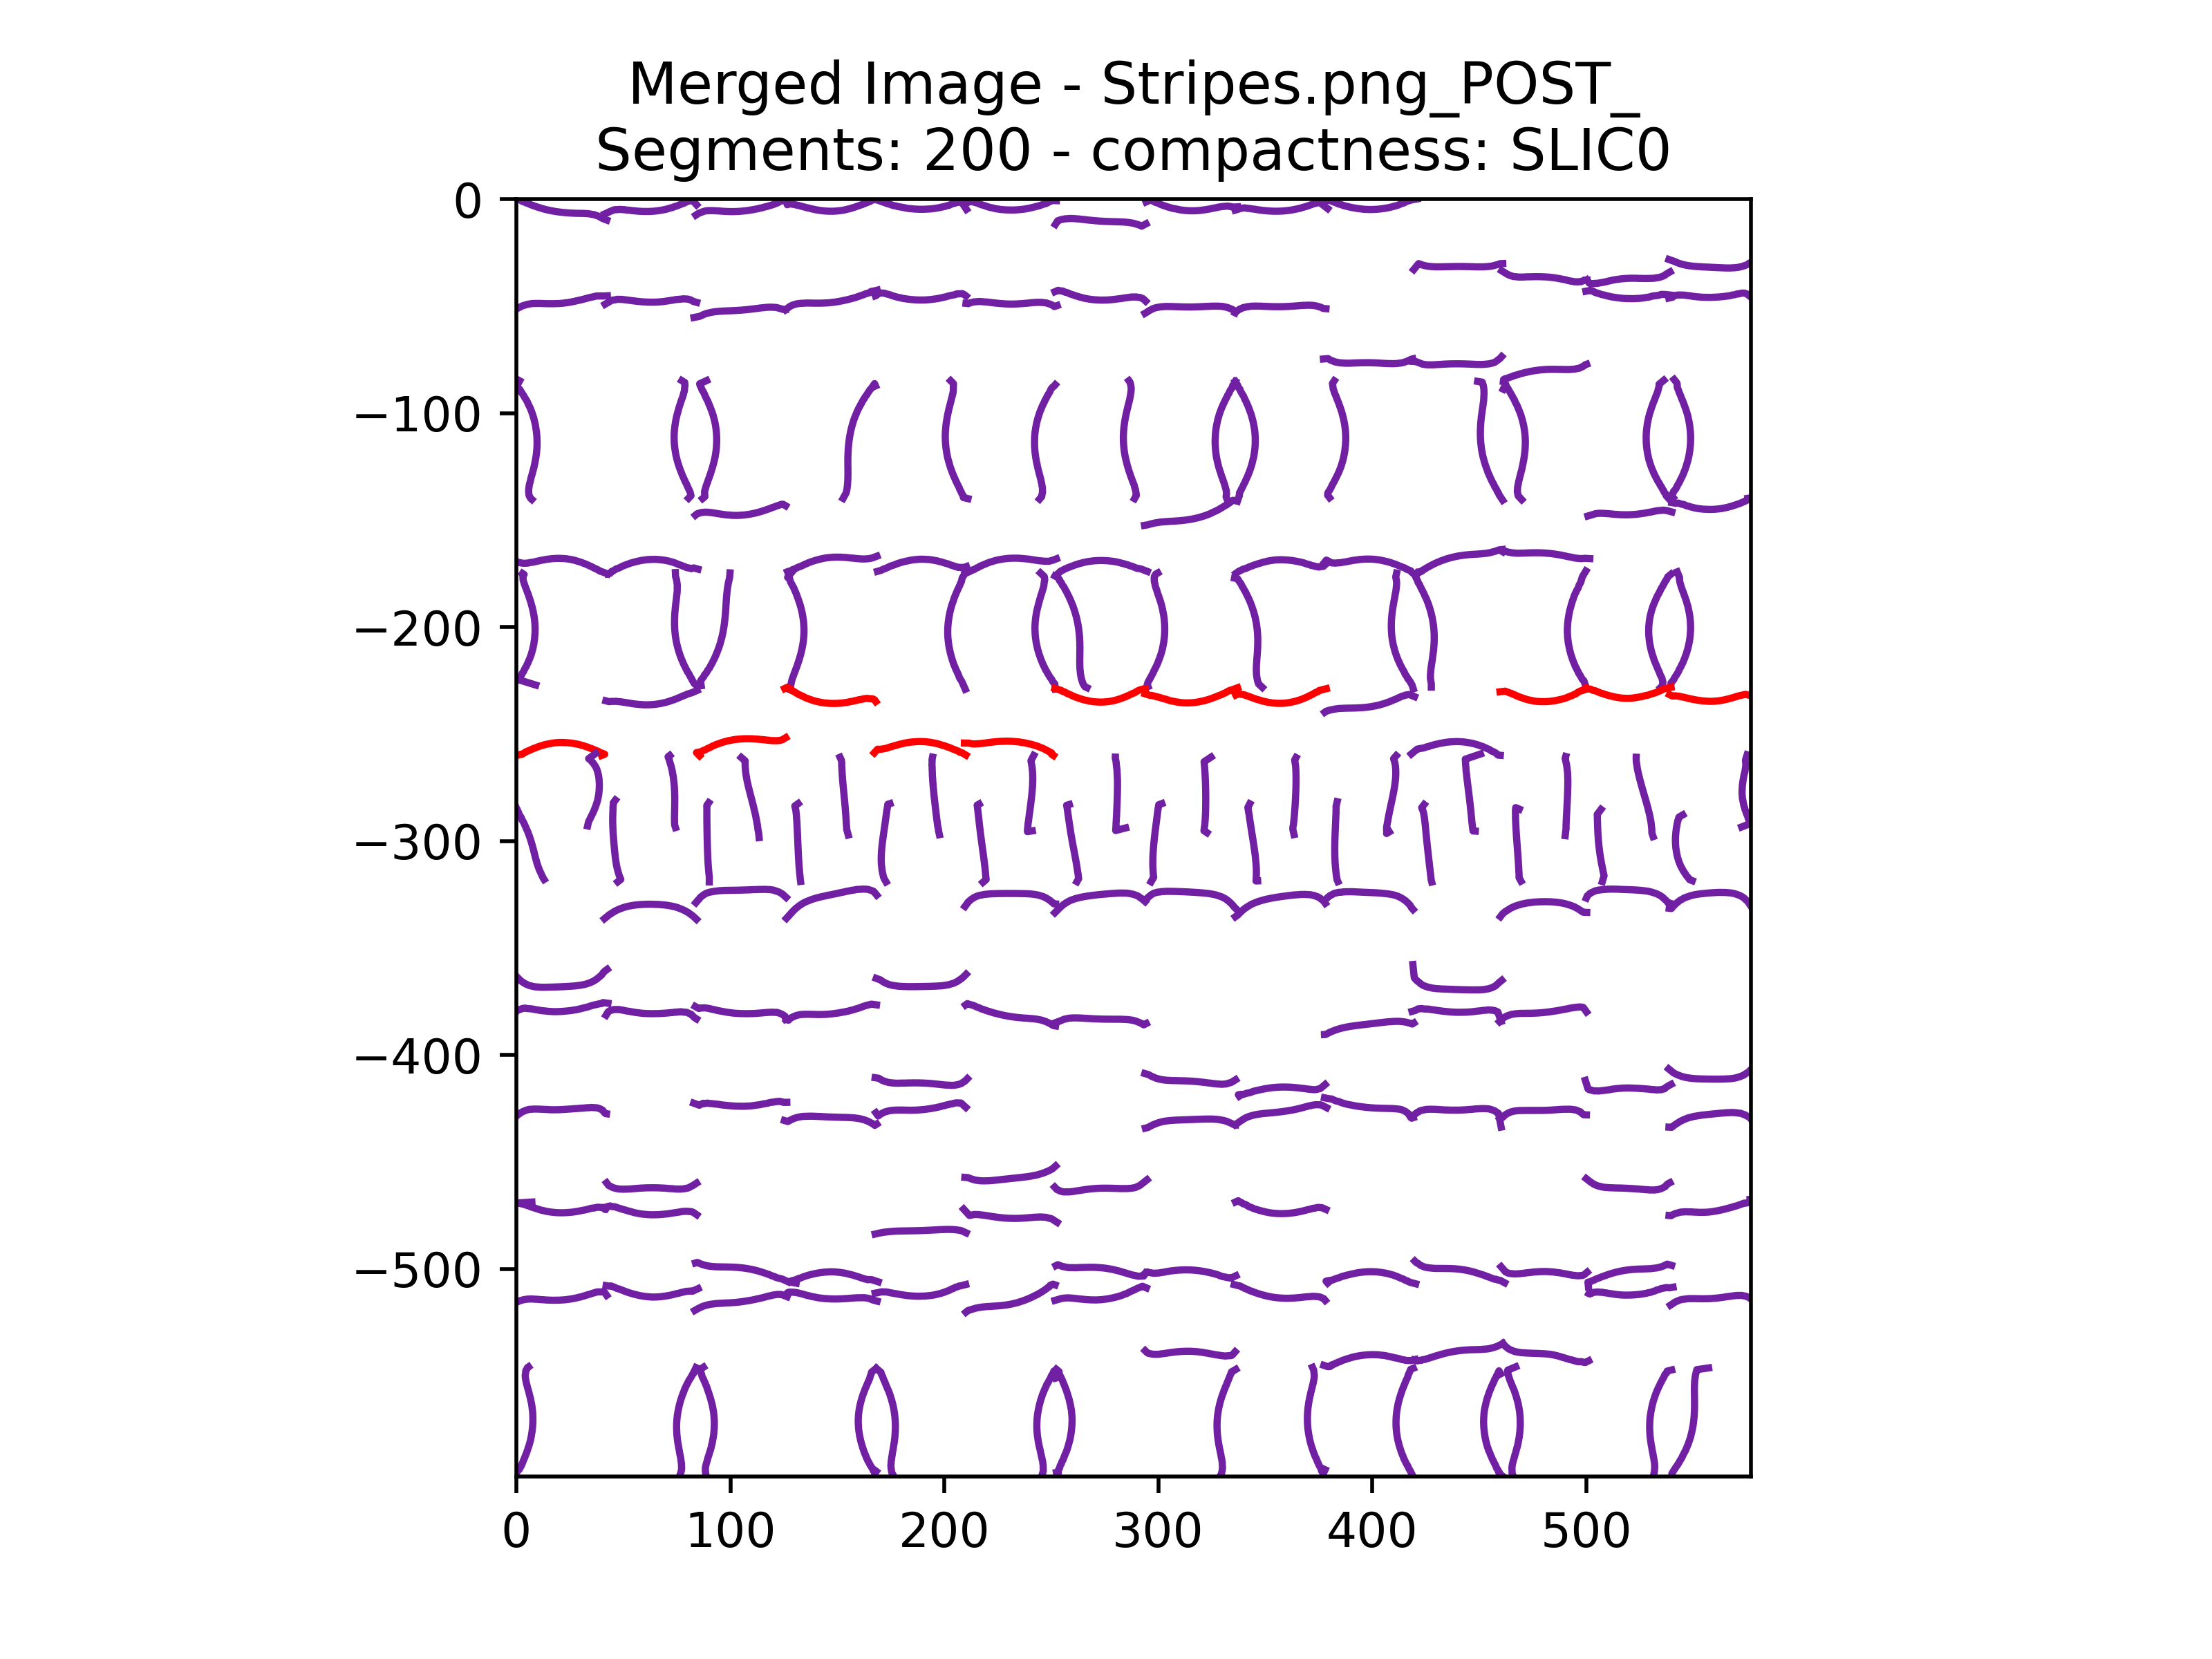 Merged Image - Stripes.png_POST_
Segments: 200 - compactness: SLIC0
0
−100
−200
−300
−400
−500
0 100 200 300 400 500